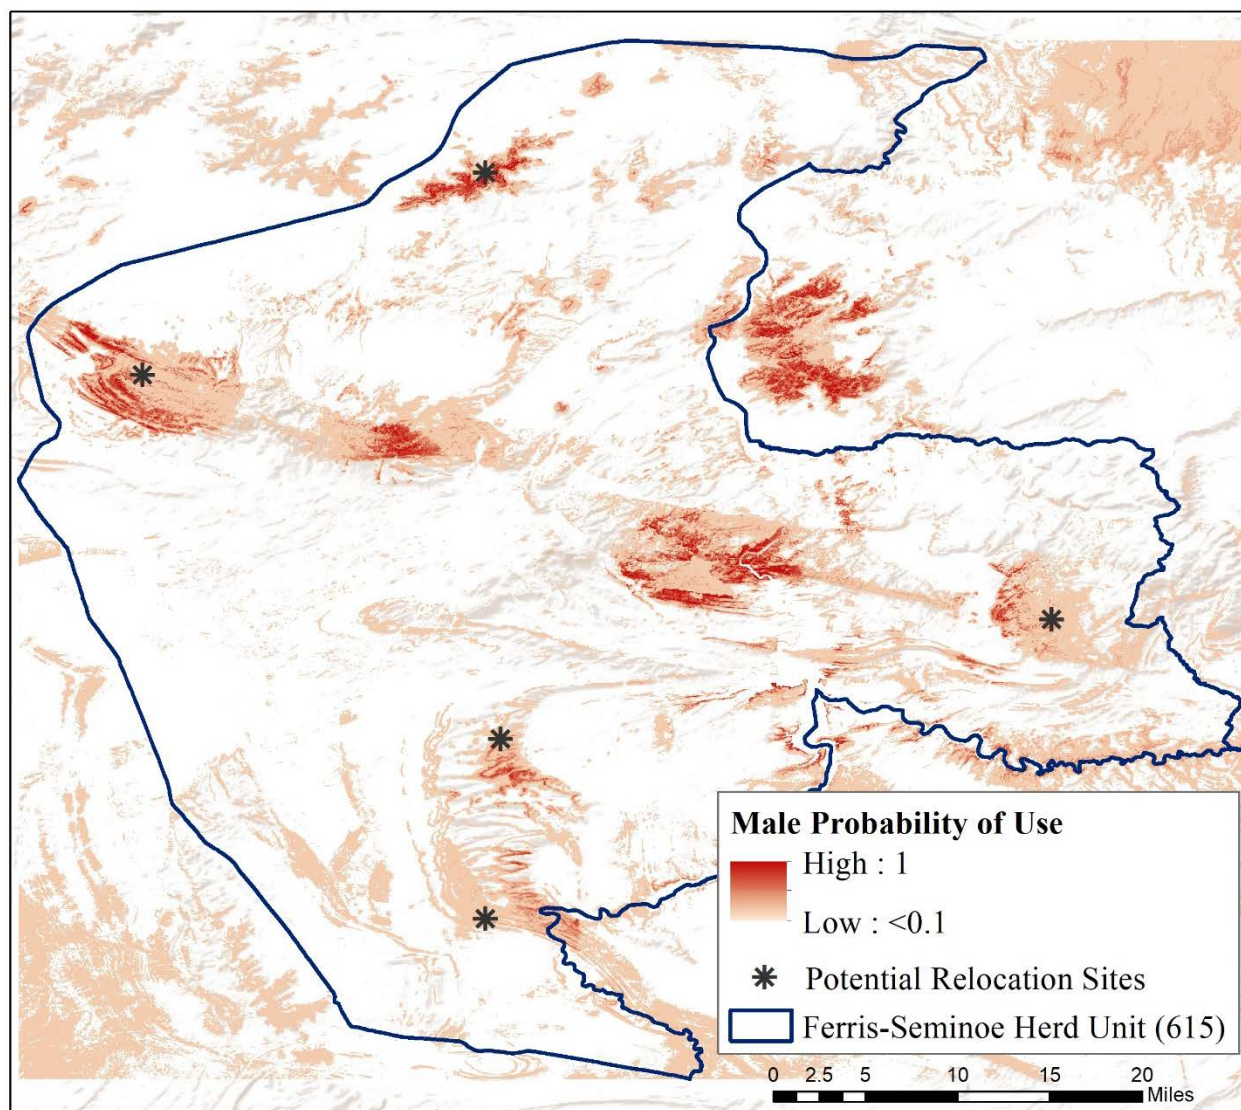 Male Probability of Use
High : 1
Low : <0.1
Potential Relocation Sites
Ferris-Seminoe Herd Unit (615)
0 2.5 5 10 15 20
Miles